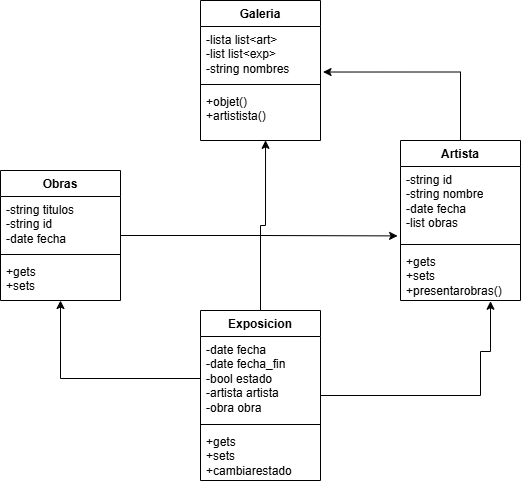 Galeria
-lista list<art>
-list list<exp>
-string nombres
+objet()
+artistista()
Artista
-string id
-string nombre
-date fecha
-list obras
+gets
+sets
+presentarobras()
Obras
-string titulos
-string id
-date fecha
+gets
+sets
Exposicion
-date fecha
-date fecha_fin
-bool estado
-artista artista
-obra obra
+gets
+sets
+cambiarestado